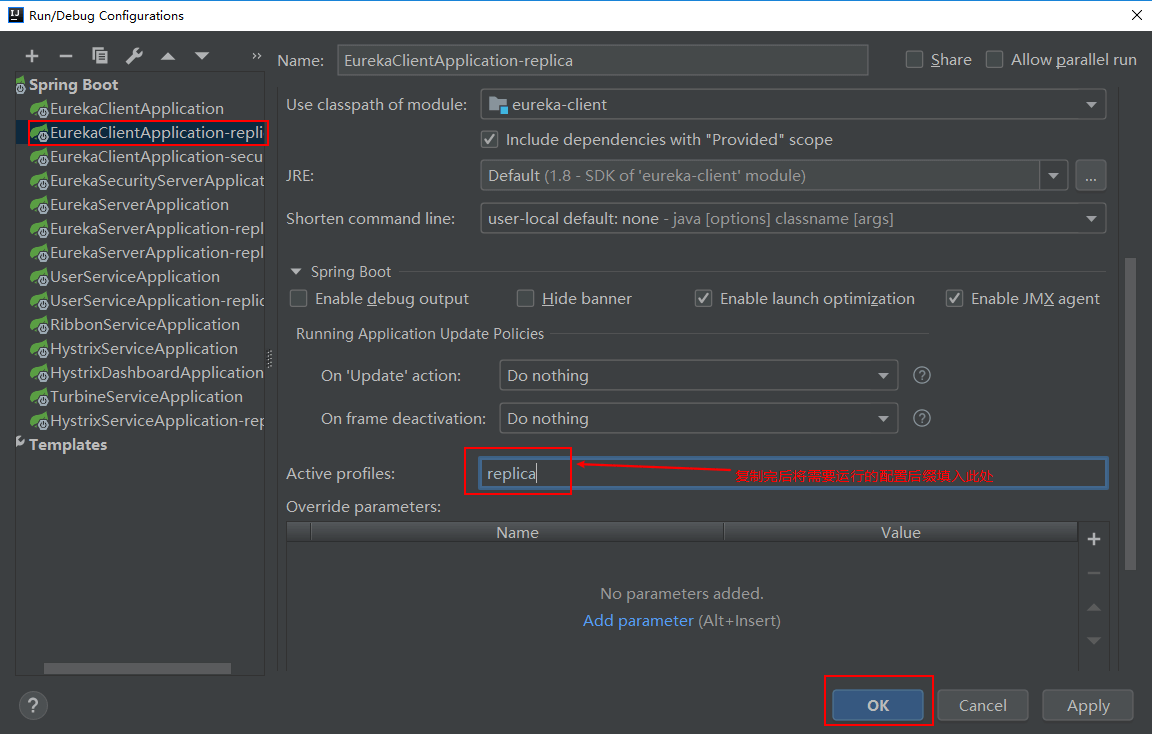 Run/Debug Configurations
Name: EurekaClientApplication-replica Share Allow parallel run
Spring Boot
EurekaClientApplication
EurekaClientApplication-repli
EurekaClientApplication-secu
EurekaSecurityServerApplicat
EurekaServerApplication
EurekaServerApplication-repl
EurekaServerApplication-repl
UserServiceApplication
UserServiceApplication-replic
RibbonServiceApplication
HystrixServiceApplication
HystrixDashboardApplication
TurbineServiceApplication
HystrixServiceApplication-rep
Templates
Use classpath of module: eureka-client
Include dependencies with "Provided" scope
JRE: Default (1.8 - SDK of 'eureka-client' module) ...
Shorten command line: user-local default: none - java [options] classname [args]
Spring Boot
Enable debug output Hide banner Enable launch optimization Enable JMX agent
Running Application Update Policies
On 'Update' action: Do nothing ?
On frame deactivation: Do nothing ?
Active profiles: replica 复制完后将需要运行的配置后缀填入此处
Override parameters:
Name Value
No parameters added.
Add parameter (Alt+Insert)
? OK Cancel Apply